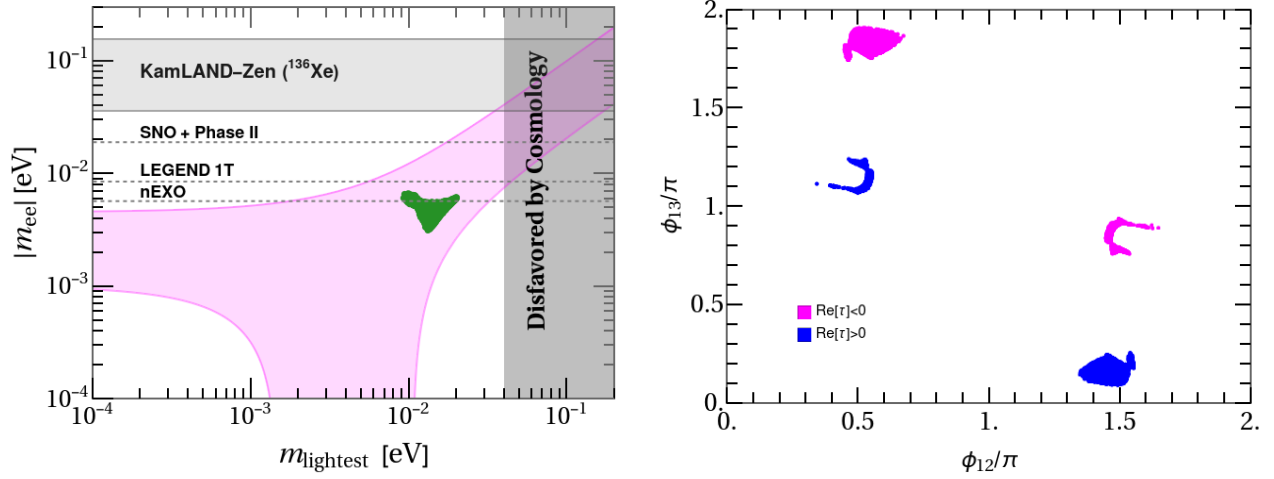 10⁻¹
10⁻²
10⁻³
10⁻⁴
|mₑₑ| [eV]
KamLAND–Zen (¹³⁶Xe)
SNO + Phase II
LEGEND 1T
nEXO
Disfavored by Cosmology
10⁻⁴ 10⁻³ 10⁻² 10⁻¹
m_lightest [eV]
2.
1.5
1.
0.5
0.
ϕ₁₃/π
Re[τ]<0
Re[τ]>0
0. 0.5 1. 1.5 2.
ϕ₁₂/π